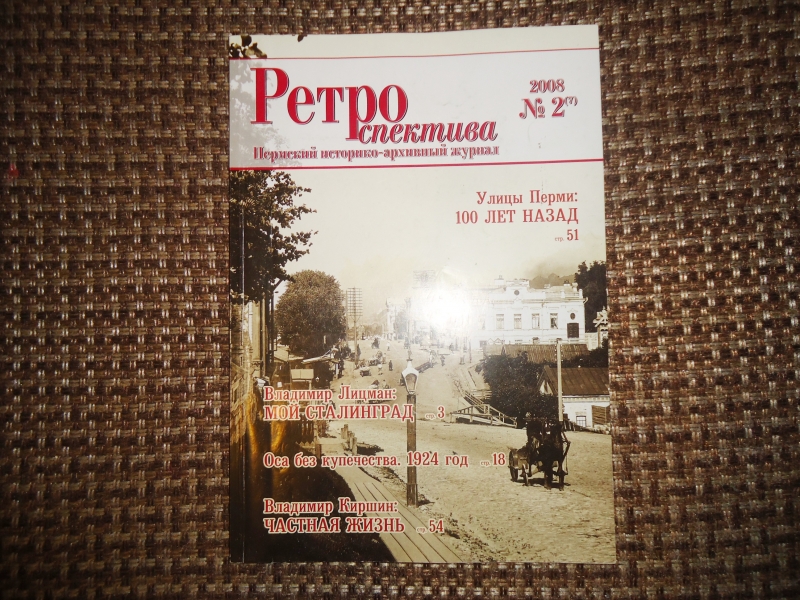 Ретро
спектива
2008
№ 2(7)
Пермский историко-архивный журнал
Улицы Перми:
100 ЛЕТ НАЗАД
стр. 51
Владимир Лицман:
МОЙ СТАЛИНГРАД стр. 3
Оса без купечества. 1924 год стр. 18
Владимир Киршин:
ЧАСТНАЯ ЖИЗНЬ стр. 54